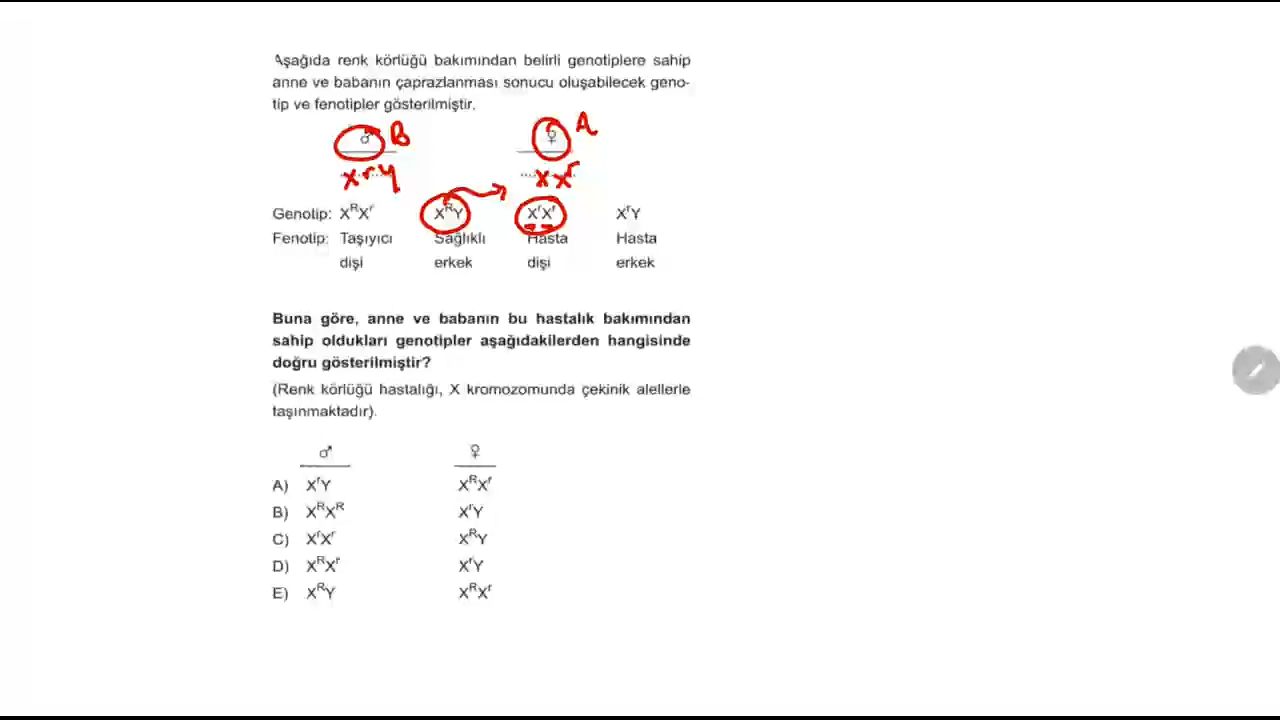 Aşağıda renk körlüğü bakımından belirli genotiplere sahip
anne ve babanın çaprazlanması sonucu oluşabilecek geno-
tip ve fenotipler gösterilmiştir.
♂ B ♀ A
XʳY XXʳ
Genotip: XᴿXʳ XᴿY XʳXʳ XʳY
Fenotip: Taşıyıcı Sağlıklı Hasta Hasta
dişi erkek dişi erkek
Buna göre, anne ve babanın bu hastalık bakımından
sahip oldukları genotipler aşağıdakilerden hangisinde
doğru gösterilmiştir?
(Renk körlüğü hastalığı, X kromozomunda çekinik alellerle
taşınmaktadır).
♂ ♀
A) XʳY XᴿXʳ
B) XᴿXᴿ XʳY
C) XʳXʳ XᴿY
D) XᴿXʳ XʳY
E) XᴿY XᴿXʳ